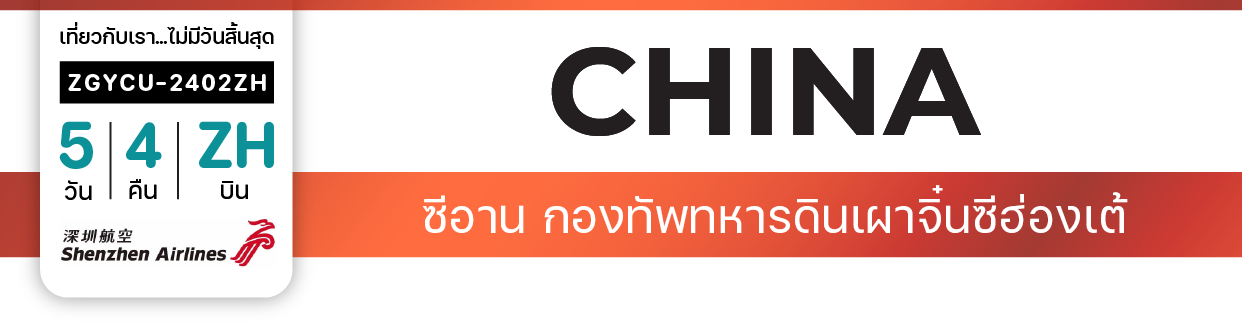 เที่ยวกับเรา...ไม่มีวันสิ้นสุด
ZGYCU-2402ZH
5 วัน
4 คืน
ZH บิน
深圳航空
Shenzhen Airlines
CHINA
ซีอาน กองทัพทหารดินเผาจิ๋นซีฮ่องเต้